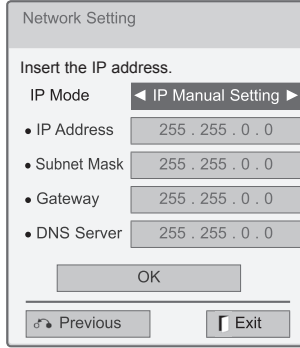 Network Setting
Insert the IP address.
IP Mode ◄ IP Manual Setting ►
• IP Address 255 . 255 . 0 . 0
• Subnet Mask 255 . 255 . 0 . 0
• Gateway 255 . 255 . 0 . 0
• DNS Server 255 . 255 . 0 . 0
OK
Previous Exit